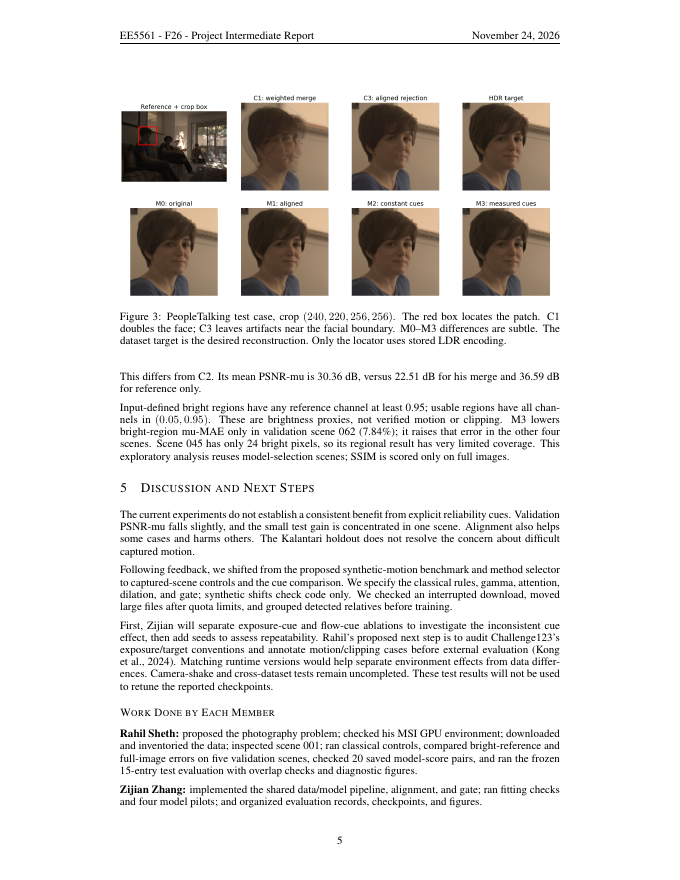 EE5561 - F26 - Project Intermediate Report
November 24, 2026
Reference + crop box
C1: weighted merge
C3: aligned rejection
HDR target
M0: original
M1: aligned
M2: constant cues
M3: measured cues
Figure 3: PeopleTalking test case, crop (240, 220, 256, 256). The red box locates the patch. C1
doubles the face; C3 leaves artifacts near the facial boundary. M0–M3 differences are subtle. The
dataset target is the desired reconstruction. Only the locator uses stored LDR encoding.
This differs from C2. Its mean PSNR-mu is 30.36 dB, versus 22.51 dB for his merge and 36.59 dB
for reference only.
Input-defined bright regions have any reference channel at least 0.95; usable regions have all chan-
nels in (0.05, 0.95). These are brightness proxies, not verified motion or clipping. M3 lowers
bright-region mu-MAE only in validation scene 062 (7.84%); it raises that error in the other four
scenes. Scene 045 has only 24 bright pixels, so its regional result has very limited coverage. This
exploratory analysis reuses model-selection scenes; SSIM is scored only on full images.
5 DISCUSSION AND NEXT STEPS
The current experiments do not establish a consistent benefit from explicit reliability cues. Validation
PSNR-mu falls slightly, and the small test gain is concentrated in one scene. Alignment also helps
some cases and harms others. The Kalantari holdout does not resolve the concern about difficult
captured motion.
Following feedback, we shifted from the proposed synthetic-motion benchmark and method selector
to captured-scene controls and the cue comparison. We specify the classical rules, gamma, attention,
dilation, and gate; synthetic shifts check code only. We checked an interrupted download, moved
large files after quota limits, and grouped detected relatives before training.
First, Zijian will separate exposure-cue and flow-cue ablations to investigate the inconsistent cue
effect, then add seeds to assess repeatability. Rahil's proposed next step is to audit Challenge123's
exposure/target conventions and annotate motion/clipping cases before external evaluation (Kong
et al., 2024). Matching runtime versions would help separate environment effects from data differ-
ences. Camera-shake and cross-dataset tests remain uncompleted. These test results will not be used
to retune the reported checkpoints.
WORK DONE BY EACH MEMBER
Rahil Sheth: proposed the photography problem; checked his MSI GPU environment; downloaded
and inventoried the data; inspected scene 001; ran classical controls, compared bright-reference and
full-image errors on five validation scenes, checked 20 saved model-score pairs, and ran the frozen
15-entry test evaluation with overlap checks and diagnostic figures.
Zijian Zhang: implemented the shared data/model pipeline, alignment, and gate; ran fitting checks
and four model pilots; and organized evaluation records, checkpoints, and figures.
5